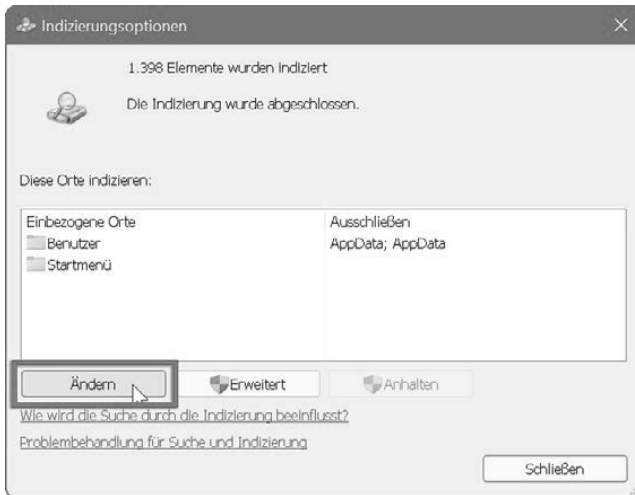 Indizierungsoptionen
1.398 Elemente wurden indiziert
Die Indizierung wurde abgeschlossen.
Diese Orte indizieren:
Einbezogene Orte Ausschließen
Benutzer AppData; AppData
Startmenü
Ändern Erweitert Anhalten
Wie wird die Suche durch die Indizierung beeinflusst?
Problembehandlung für Suche und Indizierung
Schließen